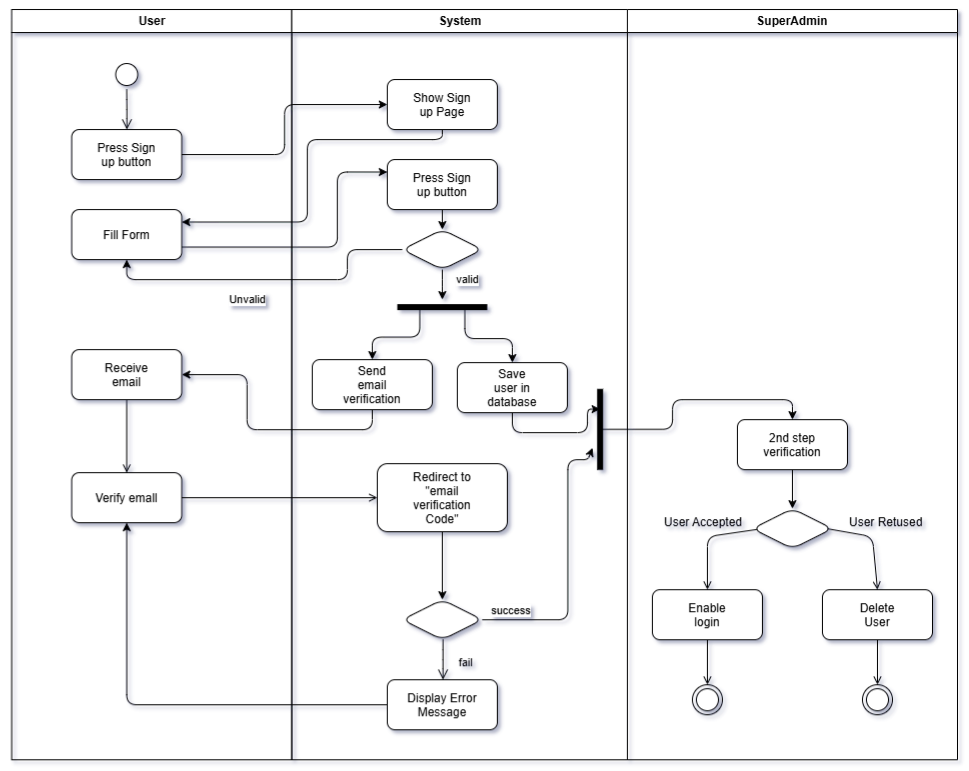 User
System
SuperAdmin
Show Sign
up Page
Press Sign
up button
Press Sign
up button
Fill Form
valid
Unvalid
Receive
email
Send
email
verification
Save
user in
database
2nd step
verification
Verify emall
Redirect to
"email
verification
Code"
User Accepted
User Retused
Enable
login
Delete
User
success
fail
Display Error
Message